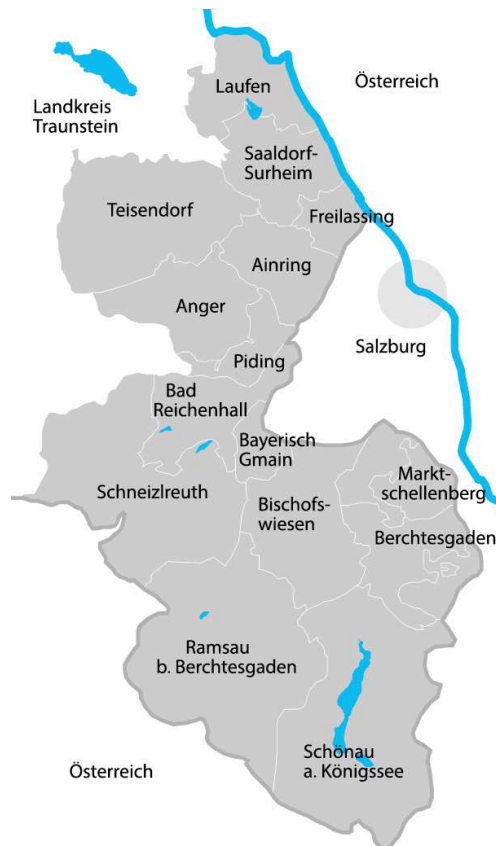 Österreich
Laufen
Landkreis
Traunstein
Saaldorf-
Surheim
Teisendorf
Freilassing
Ainring
Anger
Salzburg
Piding
Bad
Reichenhall
Bayerisch
Gmain
Markt-
schellenberg
Schneizlreuth
Bischofs-
wiesen
Berchtesgaden
Ramsau
b. Berchtesgaden
Schönau
a. Königssee
Österreich